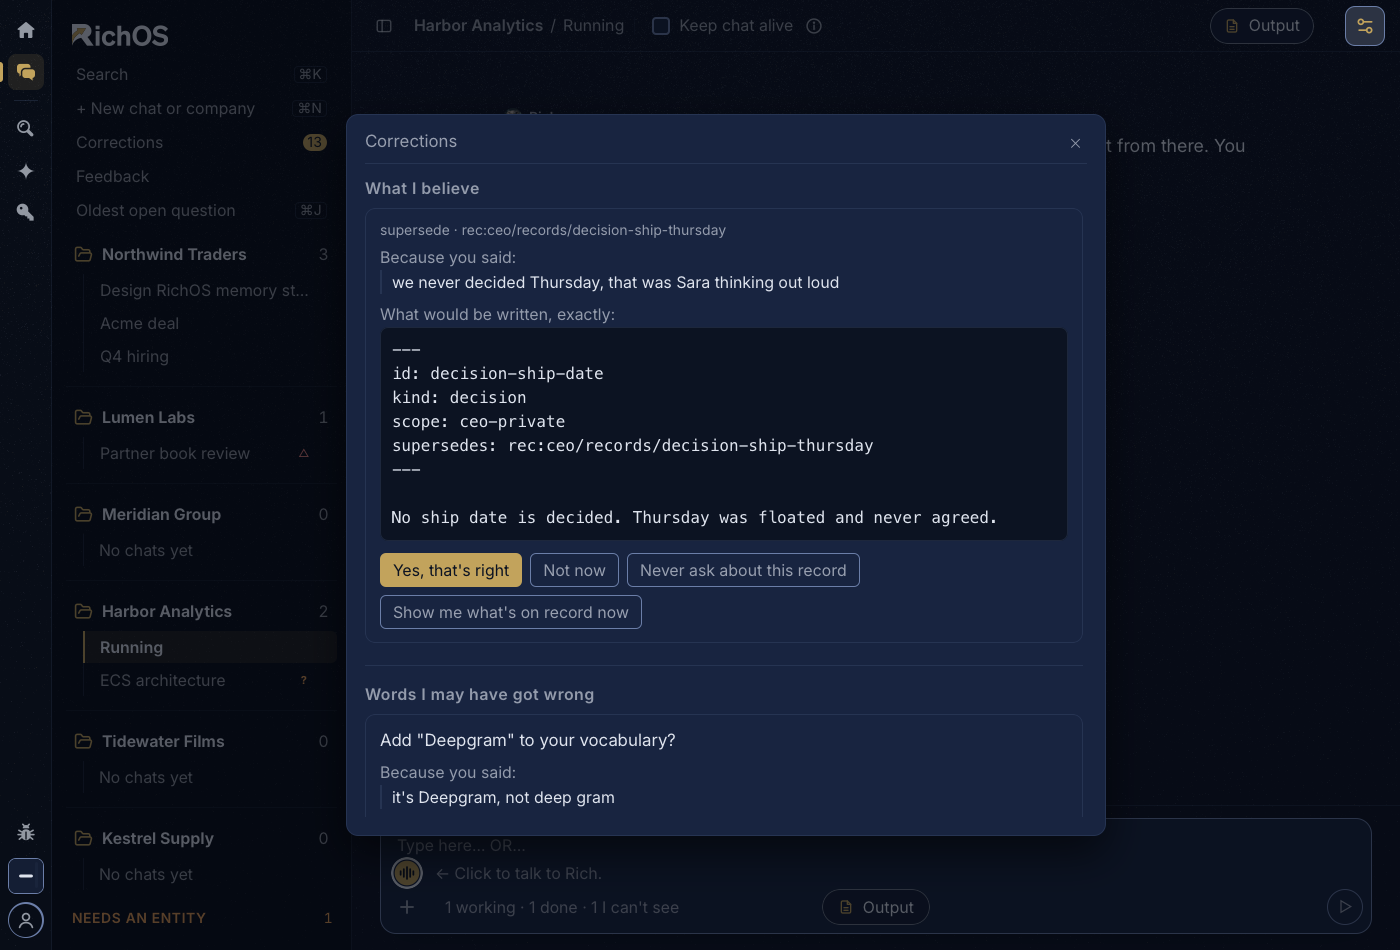 RichOS
Search ⌘K
+ New chat or company ⌘N
Corrections 13
Feedback
Oldest open question ⌘J
Northwind Traders 3
Design RichOS memory st...
Acme deal
Q4 hiring
Lumen Labs 1
Partner book review
Meridian Group 0
No chats yet
Harbor Analytics 2
Running
ECS architecture ?
Tidewater Films 0
No chats yet
Kestrel Supply 0
No chats yet
NEEDS AN ENTITY 1
Harbor Analytics / Running
Keep chat alive
Output
t from there. You
Corrections
What I believe
supersede · rec:ceo/records/decision-ship-thursday
Because you said:
we never decided Thursday, that was Sara thinking out loud
What would be written, exactly:
---
id: decision-ship-date
kind: decision
scope: ceo-private
supersedes: rec:ceo/records/decision-ship-thursday
---
No ship date is decided. Thursday was floated and never agreed.
Yes, that's right
Not now
Never ask about this record
Show me what's on record now
Words I may have got wrong
Add "Deepgram" to your vocabulary?
Because you said:
it's Deepgram, not deep gram
Type here... OR...
← Click to talk to Rich.
1 working · 1 done · 1 I can't see
Output